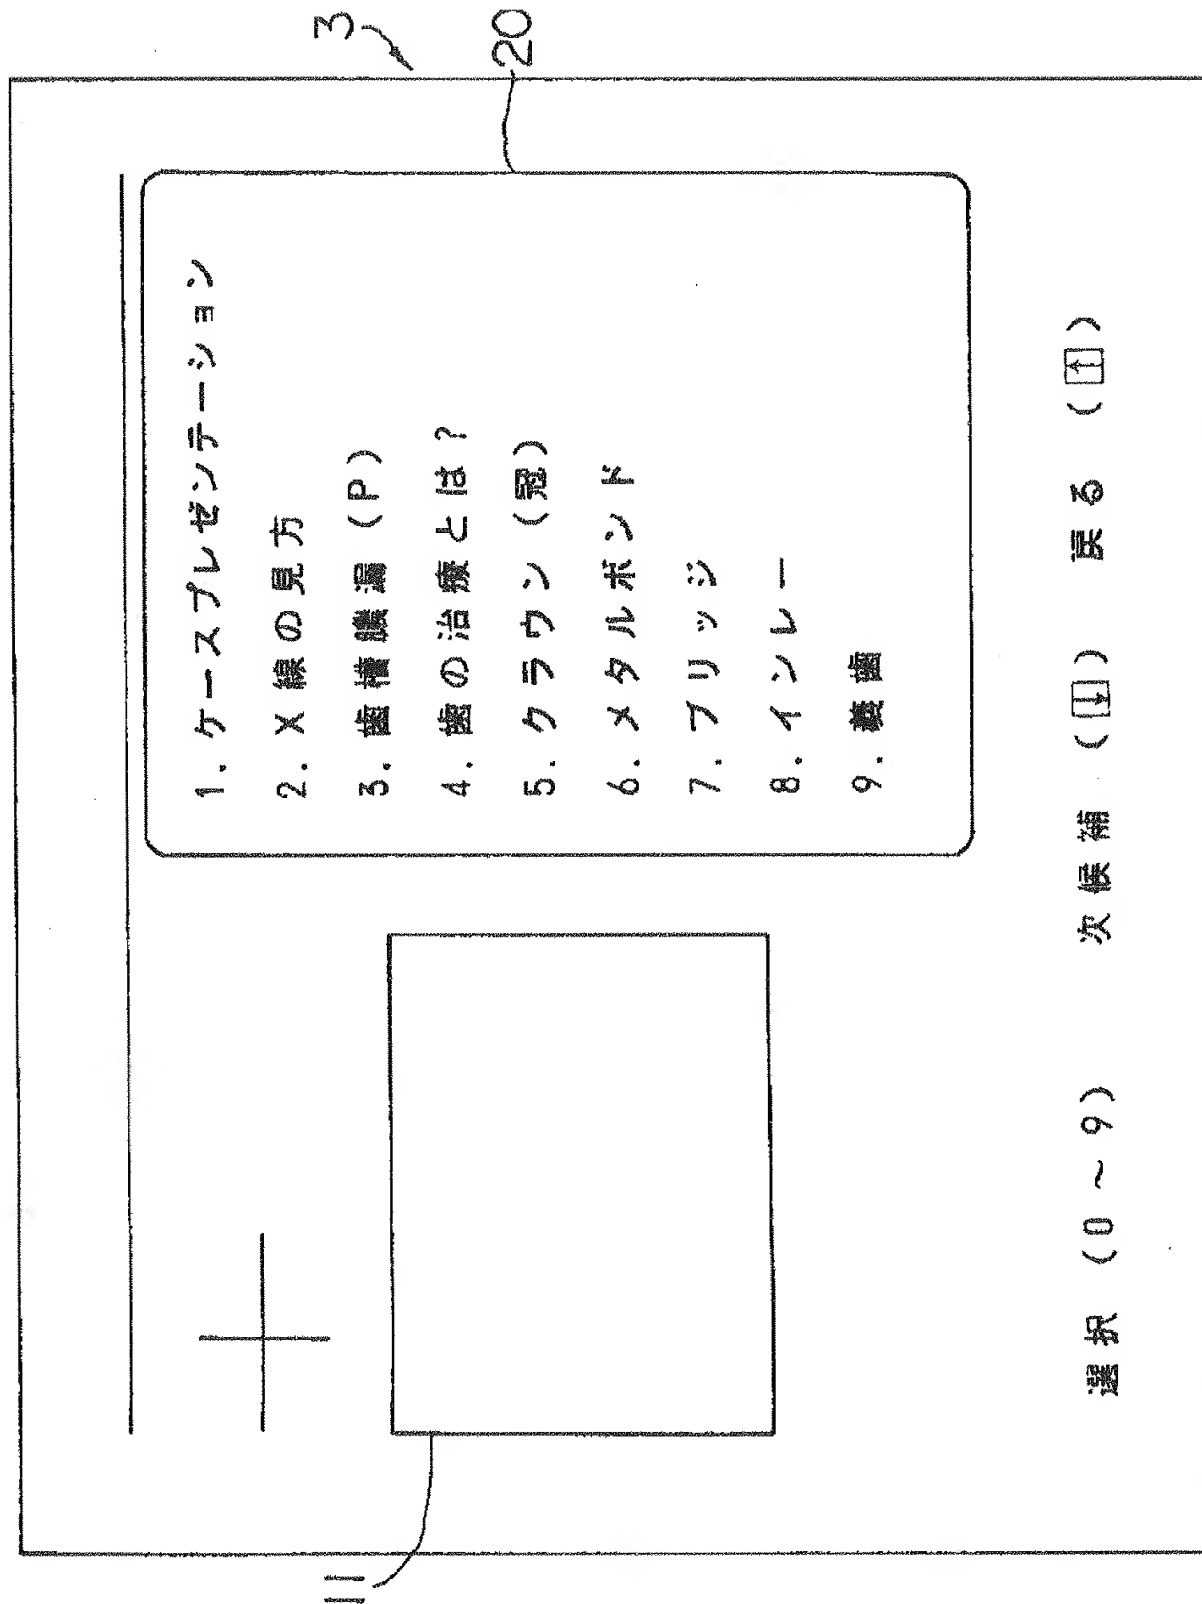 3
20
1. ケースプレゼンテーション
2. X線の見方
3. 歯槽膿漏 (P)
4. 歯の治療とは？
5. クラウン (冠)
6. メタルボンド
7. ブリッジ
8. インレー
9. 義歯
11
選択 (0～9) 次候補 (↓) 戻る (↑)